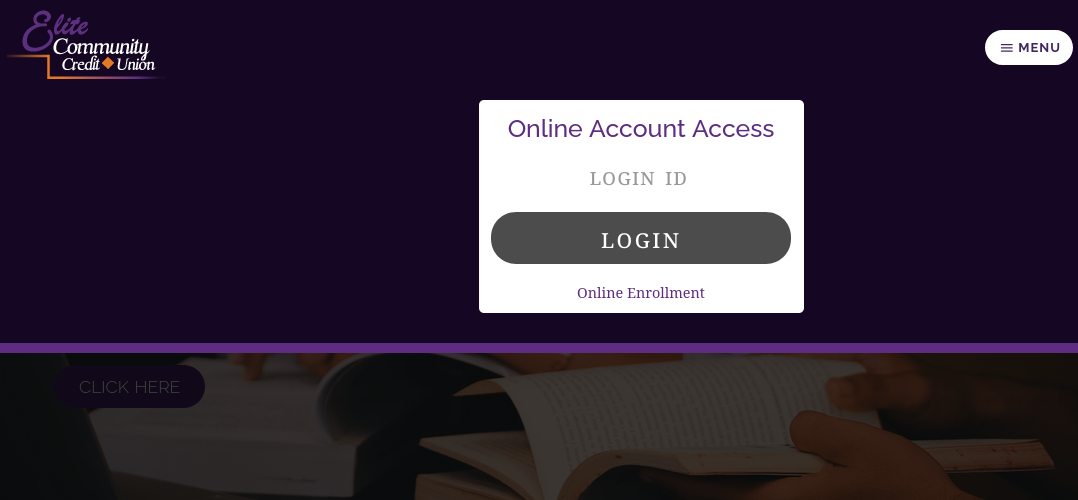 Elite
Community
Credit Union
MENU
Online Account Access
LOGIN ID
LOGIN
Online Enrollment
CLICK HERE